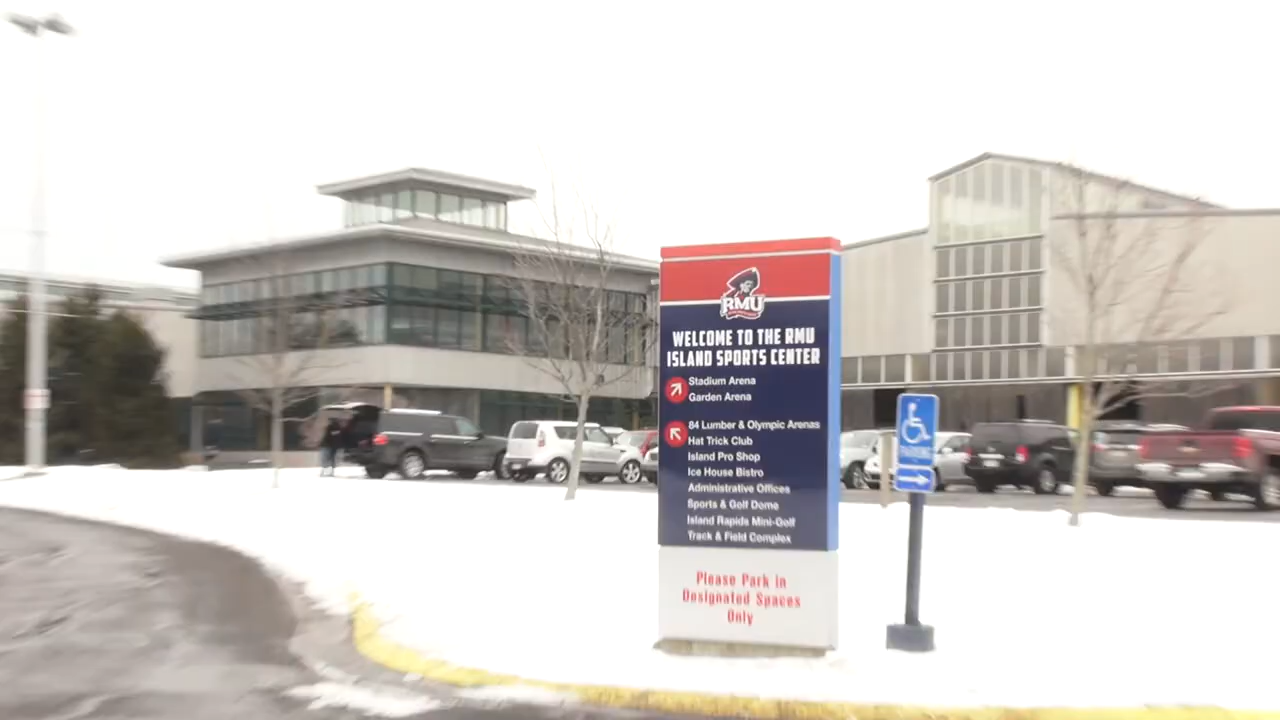 RMU
WELCOME TO THE RMU
ISLAND SPORTS CENTER
Stadium Arena
Garden Arena
84 Lumber & Olympic Arenas
Hat Trick Club
Island Pro Shop
Ice House Bistro
Administrative Offices
Sports & Golf Dome
Island Rapids Mini-Golf
Track & Field Complex
Please Park in
Designated Spaces
Only
PARKING